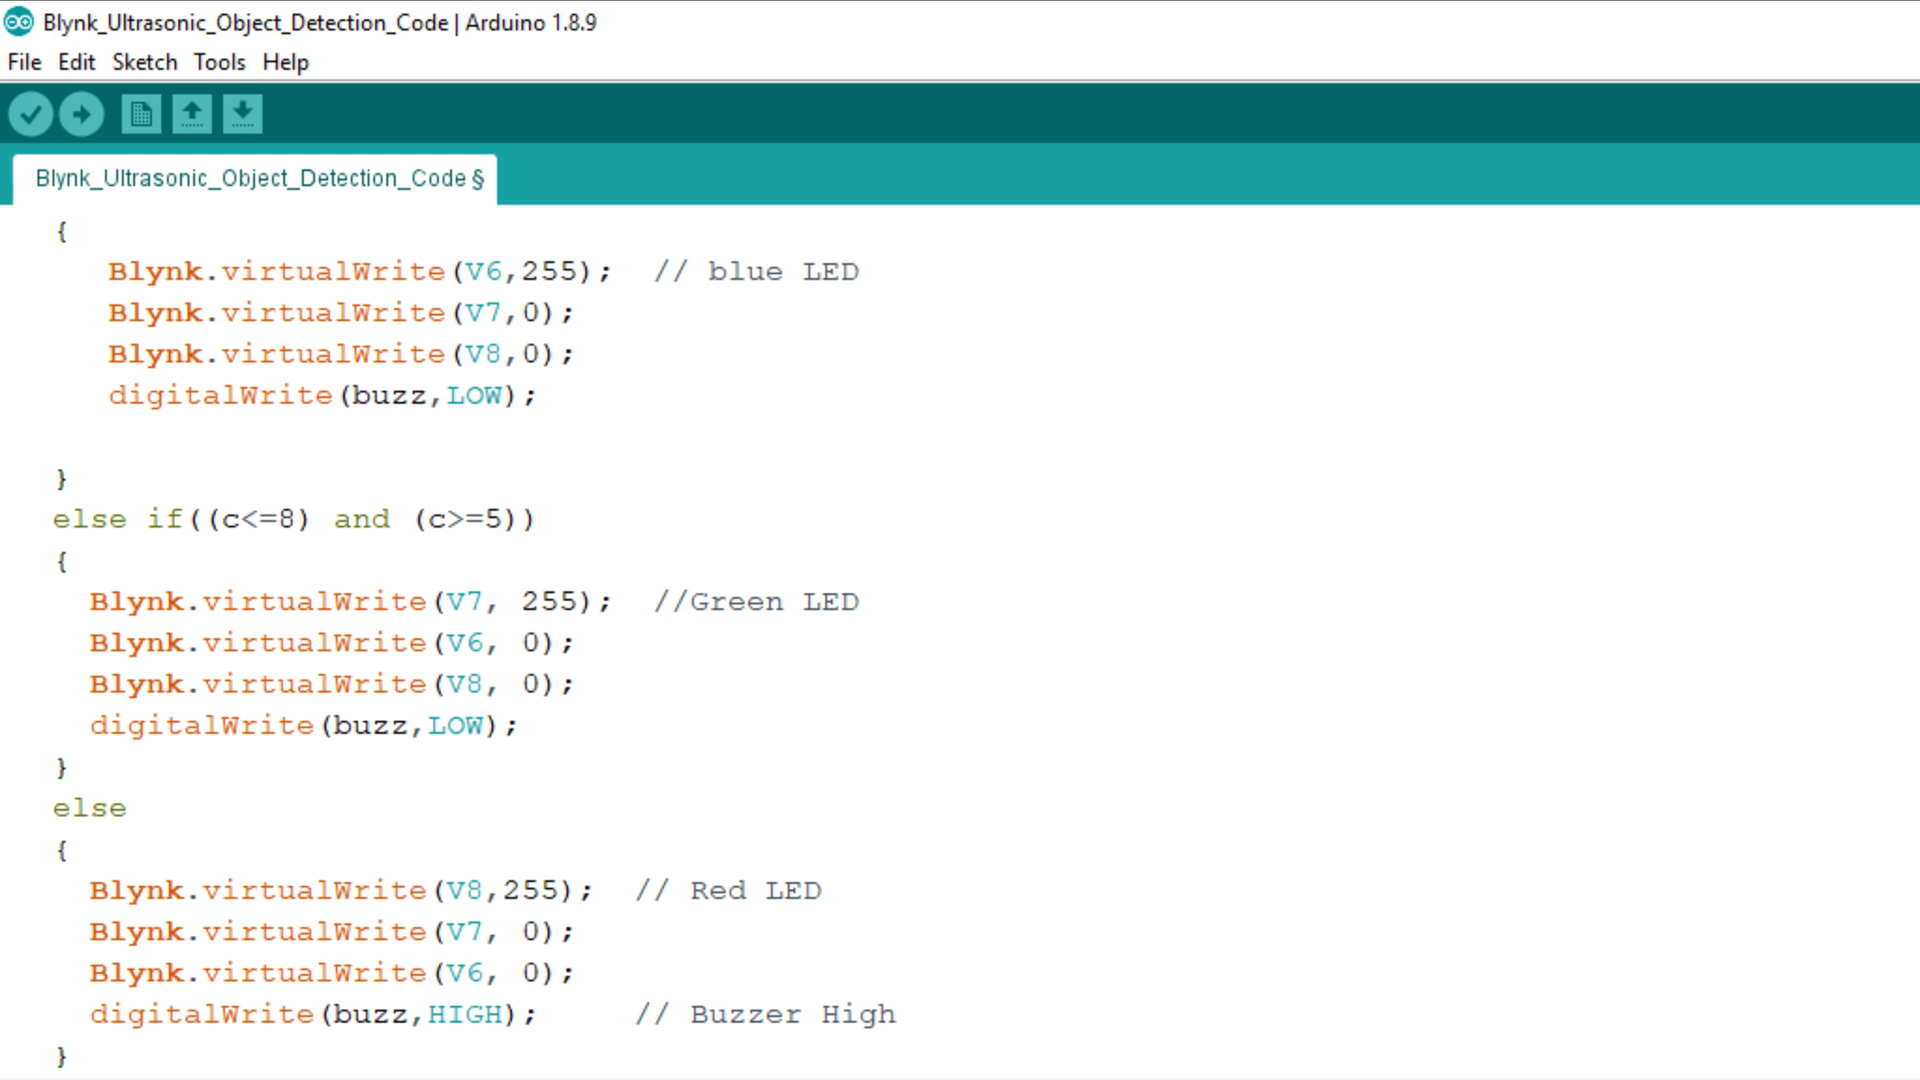 Blynk_Ultrasonic_Object_Detection_Code | Arduino 1.8.9
File Edit Sketch Tools Help
Blynk_Ultrasonic_Object_Detection_Code §
{
Blynk.virtualWrite(V6,255); // blue LED
Blynk.virtualWrite(V7,0);
Blynk.virtualWrite(V8,0);
digitalWrite(buzz,LOW);
}
else if((c<=8) and (c>=5))
{
Blynk.virtualWrite(V7, 255); //Green LED
Blynk.virtualWrite(V6, 0);
Blynk.virtualWrite(V8, 0);
digitalWrite(buzz,LOW);
}
else
{
Blynk.virtualWrite(V8,255); // Red LED
Blynk.virtualWrite(V7, 0);
Blynk.virtualWrite(V6, 0);
digitalWrite(buzz,HIGH); // Buzzer High
}